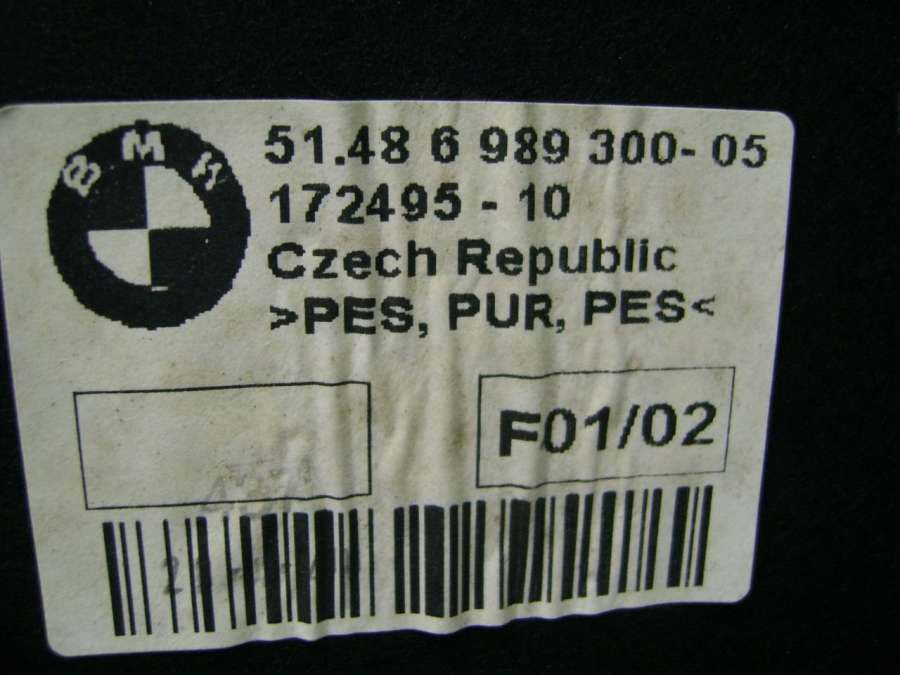 BMW
51.48 6 989 300-05
172495-10
Czech Republic
>PES, PUR, PES<
F01/02